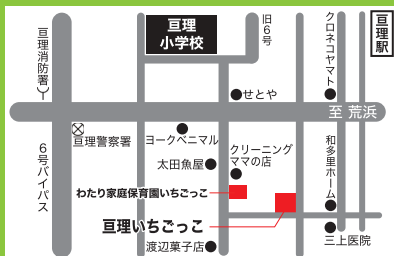 亘理
小学校
旧6号
クロネコヤマト
亘理駅
亘理消防署
せとや
至 荒浜
亘理警察署
ヨークベニマル
クリーニング
ママの店
太田魚屋
和多里ホーム
6号バイパス
わたり家庭保育園いちごっこ
亘理いちごっこ
渡辺菓子店
三上医院